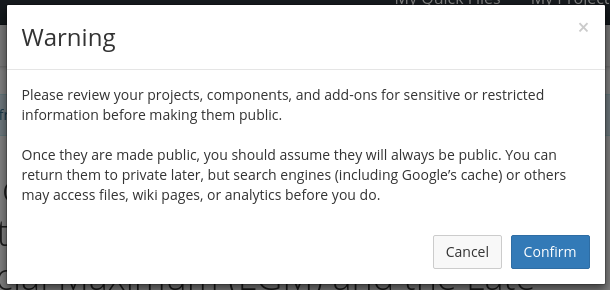 My Quick Files My Project
Warning
×
Please review your projects, components, and add-ons for sensitive or restricted
information before making them public.
Once they are made public, you should assume they will always be public. You can
return them to private later, but search engines (including Google's cache) or others
may access files, wiki pages, or analytics before you do.
Cancel Confirm
Maximum (LGM) and the Late